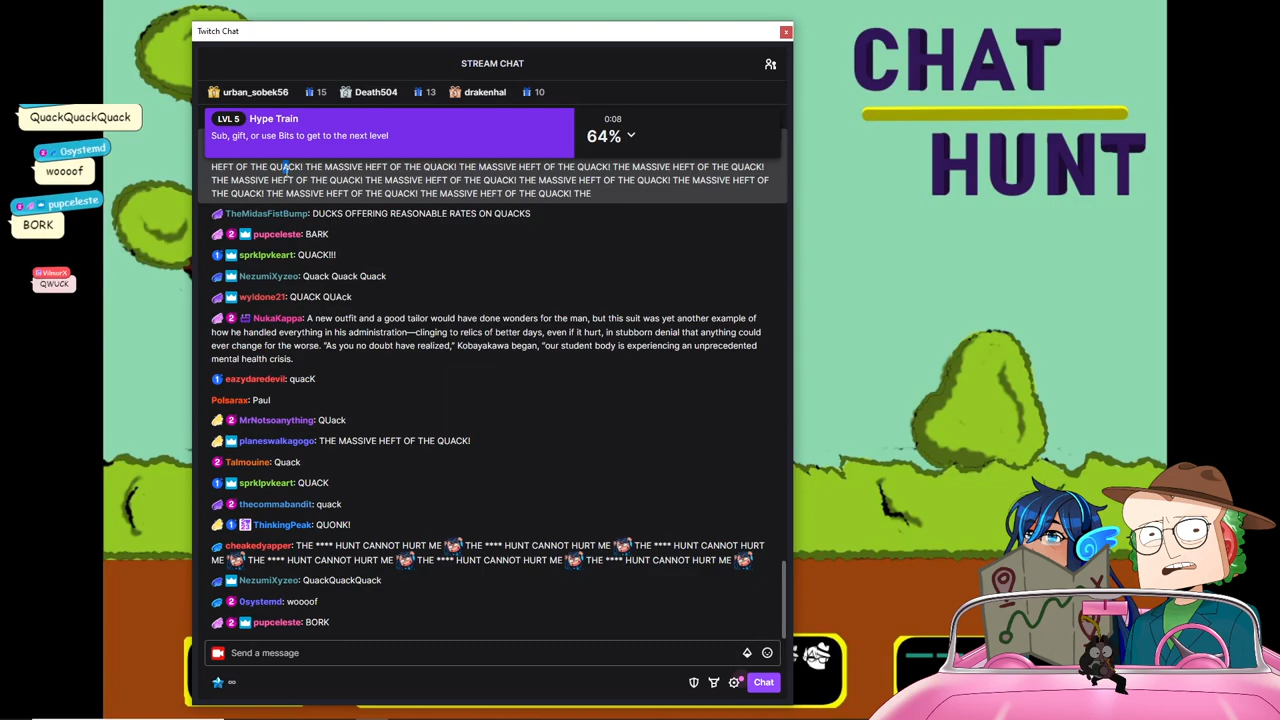 Twitch Chat
STREAM CHAT
urban_sobek56 15 Death504 13 drakenhal 10
LVL 5 Hype Train
Sub, gift, or use Bits to get to the next level
0:08
64%
HEFT OF THE QUACK! THE MASSIVE HEFT OF THE QUACK! THE MASSIVE HEFT OF THE QUACK! THE MASSIVE HEFT OF THE QUACK!
THE MASSIVE HEFT OF THE QUACK! THE MASSIVE HEFT OF THE QUACK! THE MASSIVE HEFT OF THE QUACK! THE MASSIVE HEFT OF
THE QUACK! THE MASSIVE HEFT OF THE QUACK! THE MASSIVE HEFT OF THE QUACK! THE
TheMidasFistBump: DUCKS OFFERING REASONABLE RATES ON QUACKS
2 pupceleste: BARK
1 sprklpvkeart: QUACK!!!
NezumiXyzeo: Quack Quack Quack
wyldone21: QUACK QUAck
2 NukaKappa: A new outfit and a good tailor would have done wonders for the man, but this suit was yet another example of
how he handled everything in his administration—clinging to relics of better days, even if it hurt, in stubborn denial that anything could
ever change for the worse. “As you no doubt have realized,” Kobayakawa began, “our student body is experiencing an unprecedented
mental health crisis.
1 eazydaredevil: quacK
Polsarax: Paul
2 MrNotsoanything: QUack
planeswalkagogo: THE MASSIVE HEFT OF THE QUACK!
2 Talmouine: Quack
1 sprklpvkeart: QUACK
2 thecommabandit: quack
1 ThinkingPeak: QUONK!
cheakedyapper: THE **** HUNT CANNOT HURT ME THE **** HUNT CANNOT HURT ME THE **** HUNT CANNOT HURT
ME THE **** HUNT CANNOT HURT ME THE **** HUNT CANNOT HURT ME THE **** HUNT CANNOT HURT ME
NezumiXyzeo: QuackQuackQuack
2 0systemd: woooof
2 pupceleste: BORK
Send a message
Chat
QuackQuackQuack
0systemd
woooof
2 pupceleste
BORK
VilmarX
QWUCK
CHAT
HUNT